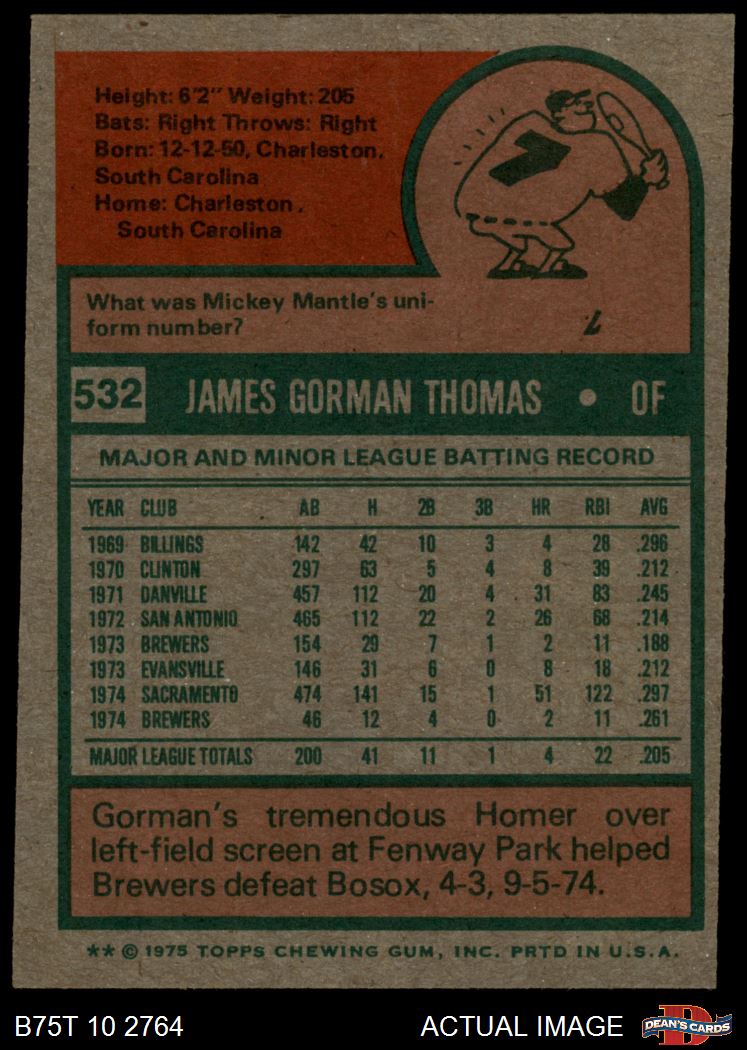 Height: 6'2" Weight: 205
Bats: Right Throws: Right
Born: 12-12-50, Charleston,
South Carolina
Home: Charleston,
South Carolina
7
What was Mickey Mantle's uni-
form number?
7
532 JAMES GORMAN THOMAS • OF
MAJOR AND MINOR LEAGUE BATTING RECORD
YEAR CLUB AB H 2B 3B HR RBI AVG
1969 BILLINGS 142 42 10 3 4 28 .296
1970 CLINTON 297 63 5 4 8 39 .212
1971 DANVILLE 457 112 20 4 31 83 .245
1972 SAN ANTONIO 465 112 22 2 26 68 .214
1973 BREWERS 154 29 7 1 2 11 .188
1973 EVANSVILLE 146 31 6 0 8 18 .212
1974 SACRAMENTO 474 141 15 1 51 122 .297
1974 BREWERS 46 12 4 0 2 11 .261
MAJOR LEAGUE TOTALS 200 41 11 1 4 22 .205
Gorman's tremendous Homer over
left-field screen at Fenway Park helped
Brewers defeat Bosox, 4-3, 9-5-74.
** © 1975 TOPPS CHEWING GUM, INC. PRTD IN U.S.A.
B75T 10 2764 ACTUAL IMAGE D DEAN'S CARDS